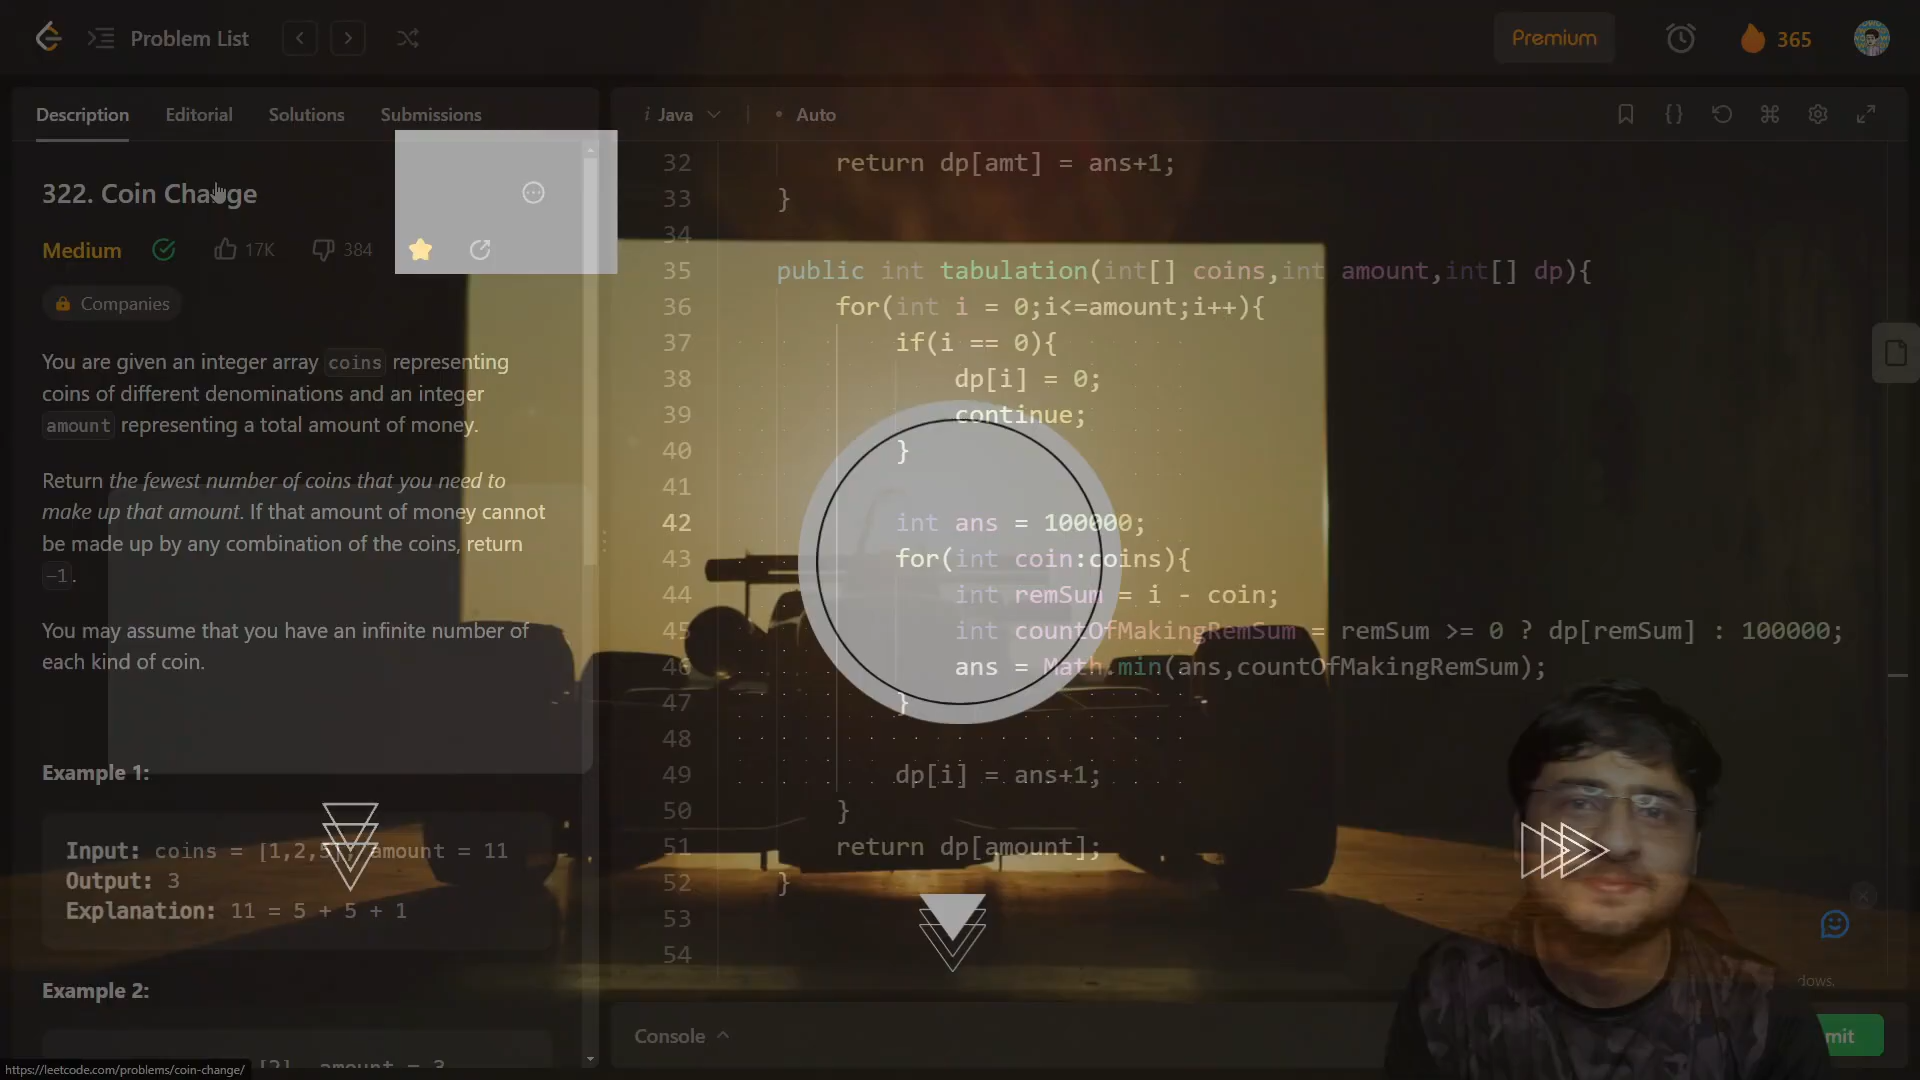 Problem List
Premium
365
Description Editorial Solutions Submissions
322. Coin Change
Medium 17K 384
Companies
You are given an integer array coins representing
coins of different denominations and an integer
amount representing a total amount of money.
Return the fewest number of coins that you need to
make up that amount. If that amount of money cannot
be made up by any combination of the coins, return
-1.
You may assume that you have an infinite number of
each kind of coin.
Example 1:
Input: coins = [1,2,5], amount = 11
Output: 3
Explanation: 11 = 5 + 5 + 1
Example 2:
[2], amount = 3
https://leetcode.com/problems/coin-change/
i Java Auto
32 return dp[amt] = ans+1;
33 }
34
35 public int tabulation(int[] coins,int amount,int[] dp){
36 for(int i = 0;i<=amount;i++){
37 if(i == 0){
38 dp[i] = 0;
39 continue;
40 }
41
42 int ans = 100000;
43 for(int coin:coins){
44 int remSum = i - coin;
45 int countOfMakingRemSum = remSum >= 0 ? dp[remSum] : 100000;
46 ans = Math.min(ans,countOfMakingRemSum);
47 }
48
49 dp[i] = ans+1;
50 }
51 return dp[amount];
52 }
53
54
Console